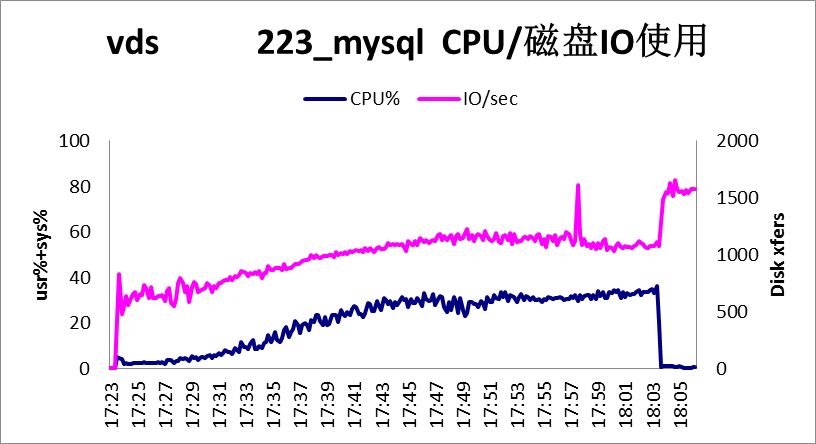 vds 223_mysql CPU/磁盘IO使用
CPU% IO/sec
usr%+sys%
100
80
60
40
20
0
2000
1500
1000
500
0
Disk xfers
17:23 17:25 17:27 17:29 17:31 17:33 17:35 17:37 17:39 17:41 17:43 17:45 17:47 17:49 17:51 17:53 17:55 17:57 17:59 18:01 18:03 18:05